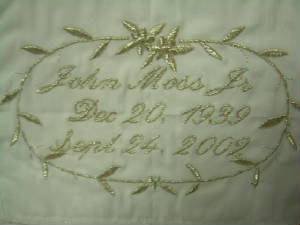 John Moss Jr
Dec 20, 1939
Sept 24, 2002